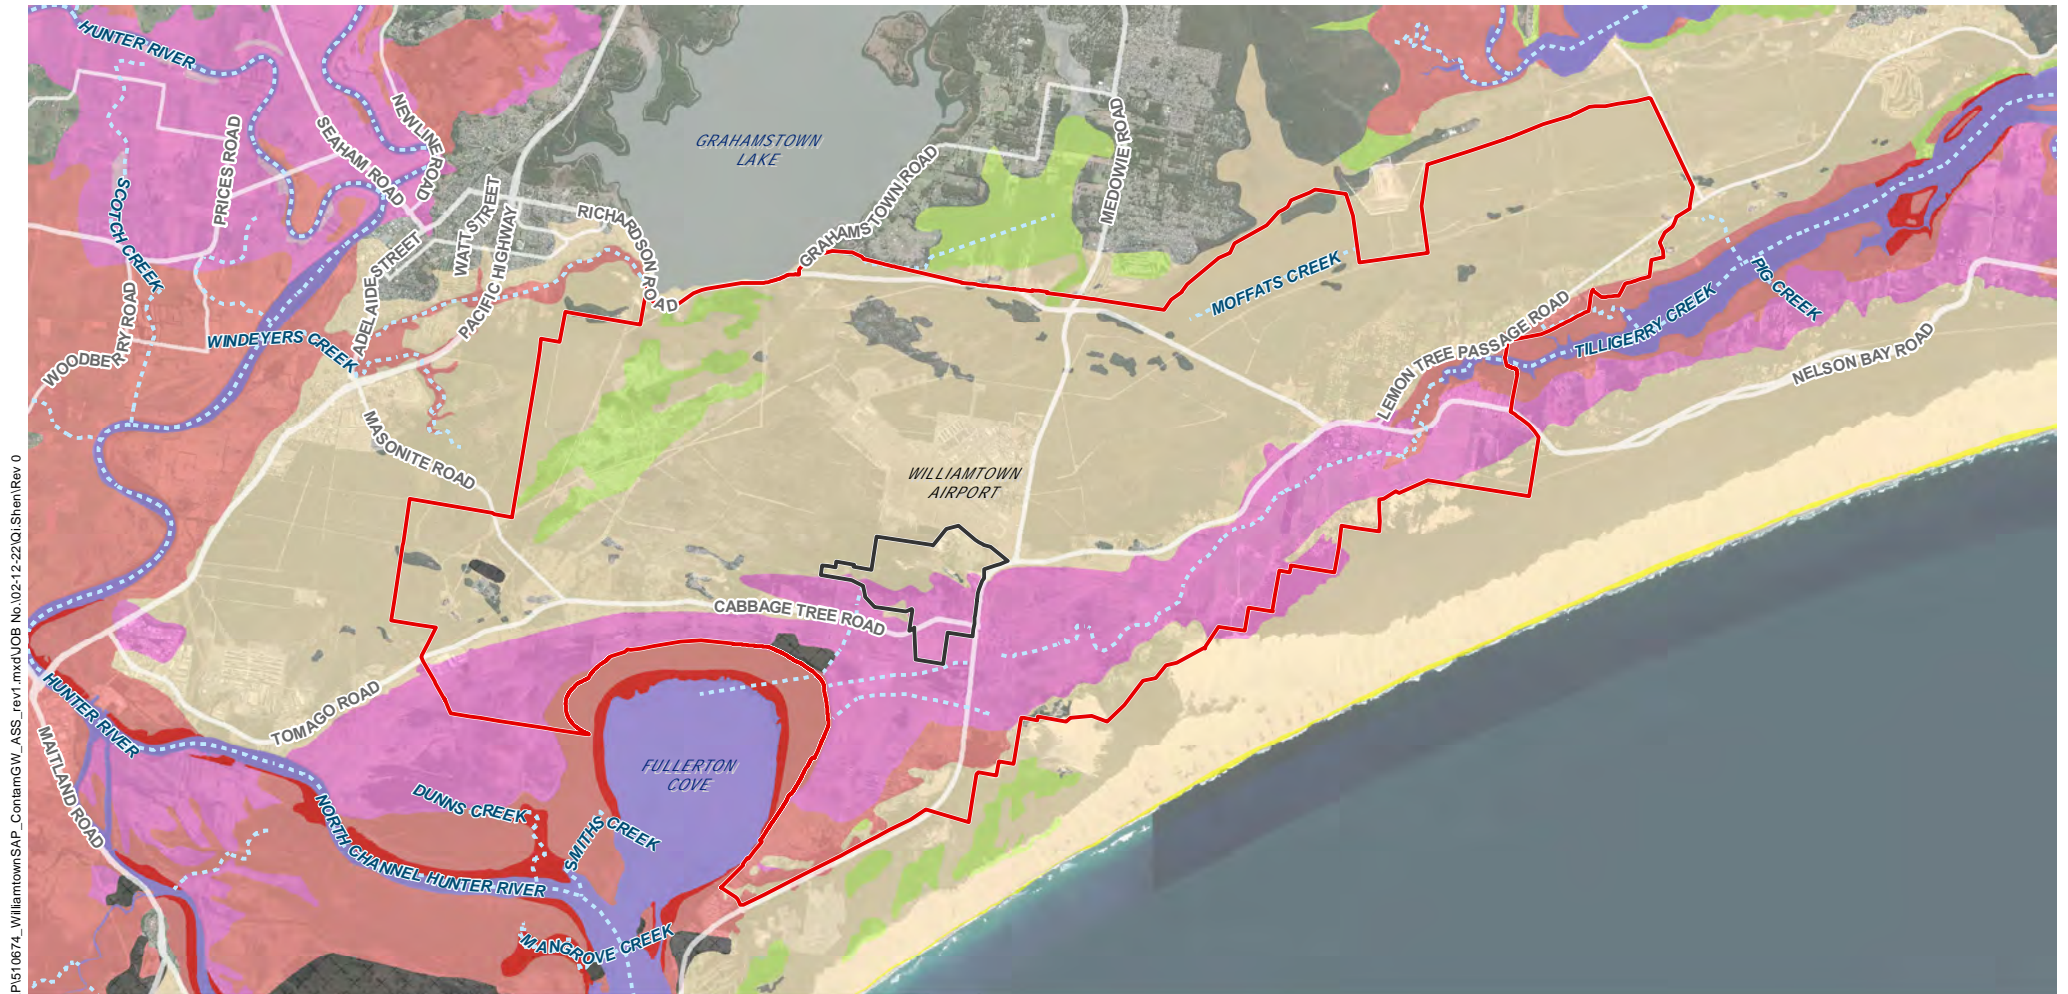 HUNTER RIVER
SCOTCH CREEK
PRICES ROAD
SEAHAM ROAD
NEWLINE ROAD
GRAHAMSTOWN
LAKE
GRAHAMSTOWN ROAD
MEDOWIE ROAD
RICHARDSON ROAD
WATT STREET
PACIFIC HIGHWAY
ADELAIDE STREET
WOODBERRY ROAD
WINDEYERS CREEK
MASONITE ROAD
MOFFATS CREEK
LEMON TREE PASSAGE ROAD
TILLIGERRY CREEK
PIG CREEK
NELSON BAY ROAD
WILLIAMTOWN
AIRPORT
CABBAGE TREE ROAD
TOMAGO ROAD
HUNTER RIVER
MAITLAND ROAD
FULLERTON
COVE
DUNNS CREEK
SMITHS CREEK
NORTH CHANNEL HUNTER RIVER
MANGROVE CREEK
P\510674_WilliamtownSAP_ContamGW_ASS_rev1.mxd\JOB No.\02-12-22\Qi.Shen\Rev 0